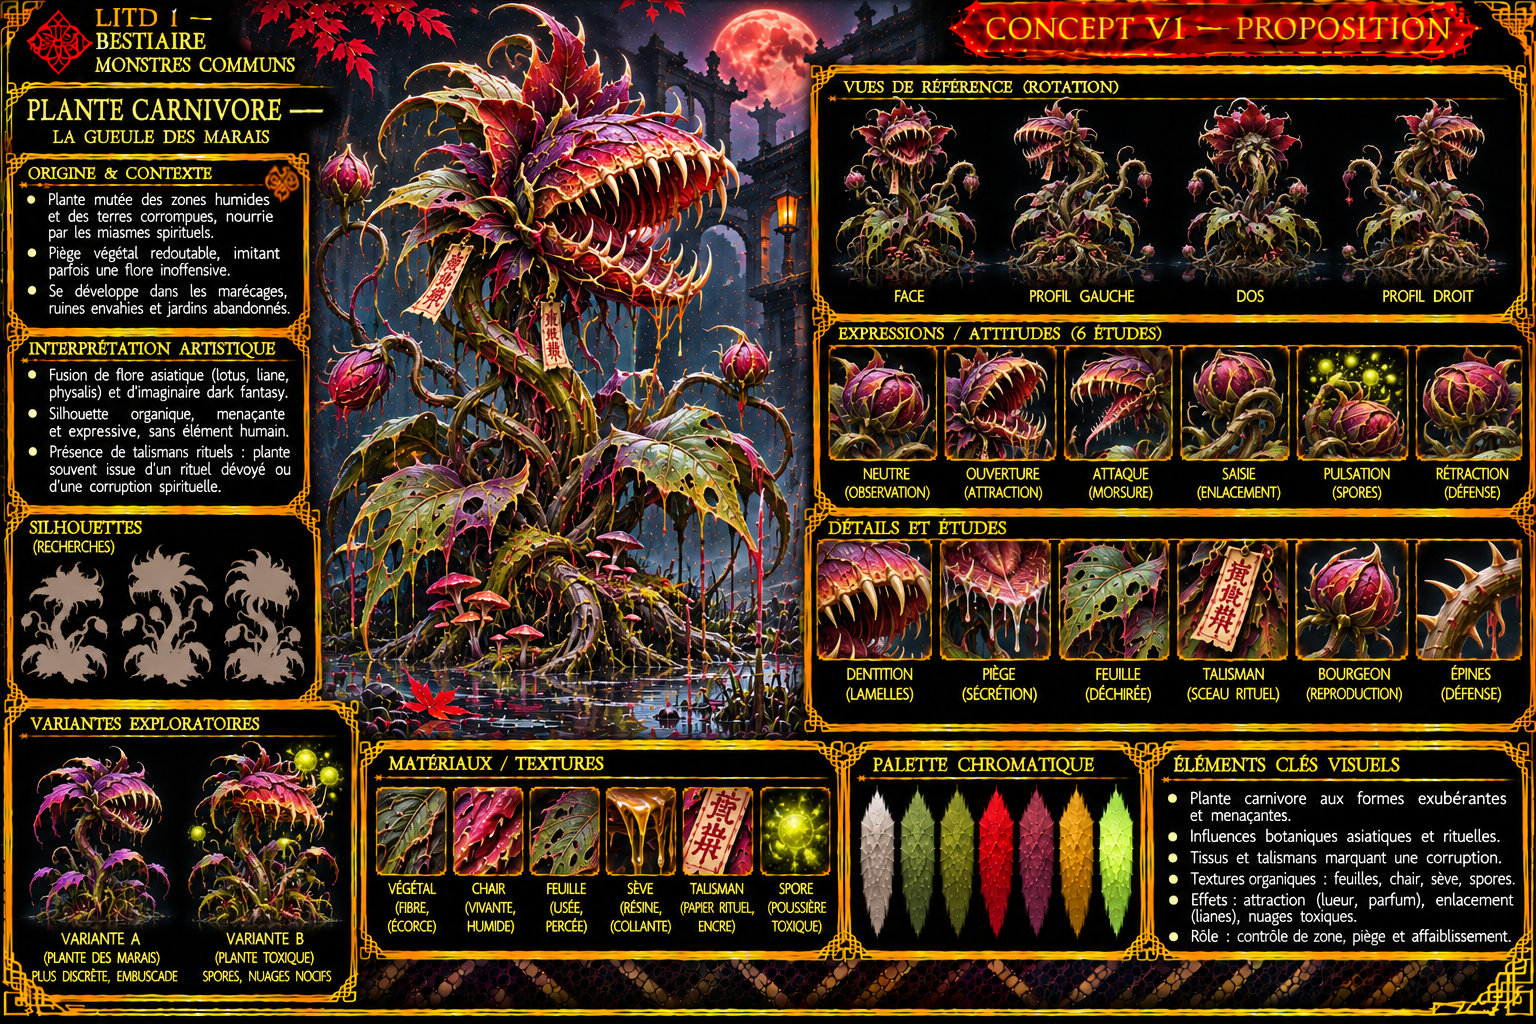 LITD 1 —
BESTIAIRE
MONSTRES COMMUNS
PLANTE CARNIVORE —
LA GUEULE DES MARAIS
ORIGINE & CONTEXTE
Plante mutée des zones humides
et des terres corrompues, nourrie
par les miasmes spirituels.
Piège végétal redoutable, imitant
parfois une flore inoffensive.
Se développe dans les marécages,
ruines envahies et jardins abandonnés.
INTERPRÉTATION ARTISTIQUE
Fusion de flore asiatique (lotus, liane,
physalis) et d'imaginaire dark fantasy.
Silhouette organique, menaçante
et expressive, sans élément humain.
Présence de talismans rituels : plante
souvent issue d'un rituel dévoyé ou
d'une corruption spirituelle.
SILHOUETTES
(RECHERCHES)
VARIANTES EXPLORATOIRES
VARIANTE A
(PLANTE DES MARAIS)
PLUS DISCRÈTE, EMBUSCADE
VARIANTE B
(PLANTE TOXIQUE)
SPORES, NUAGES NOCIFS
CONCEPT V1 — PROPOSITION
VUES DE RÉFÉRENCE (ROTATION)
FACE
PROFIL GAUCHE
DOS
PROFIL DROIT
EXPRESSIONS / ATTITUDES (6 ÉTUDES)
NEUTRE
(OBSERVATION)
OUVERTURE
(ATTRACTION)
ATTAQUE
(MORSURE)
SAISIE
(ENLACEMENT)
PULSATION
(SPORES)
RÉTRACTION
(DÉFENSE)
DÉTAILS ET ÉTUDES
DENTITION
(LAMELLES)
PIÈGE
(SÉCRÉTION)
FEUILLE
(DÉCHIRÉE)
TALISMAN
(SCEAU RITUEL)
BOURGEON
(REPRODUCTION)
ÉPINES
(DÉFENSE)
MATÉRIAUX / TEXTURES
VÉGÉTAL
(FIBRE,
(ÉCORCE)
CHAIR
(VIVANTE,
HUMIDE)
FEUILLE
(USÉE,
PERCÉE)
SÈVE
(RÉSINE,
(COLLANTE)
TALISMAN
(PAPIER RITUEL,
ENCRE)
SPORE
(POUSSIÈRE
TOXIQUE)
PALETTE CHROMATIQUE
ÉLÉMENTS CLÉS VISUELS
Plante carnivore aux formes exubérantes
et menaçantes.
Influences botaniques asiatiques et rituelles.
Tissus et talismans marquant une corruption.
Textures organiques : feuilles, chair, sève, spores.
Effets : attraction (lueur, parfum), enlacement
(lianes), nuages toxiques.
Rôle : contrôle de zone, piège et affaiblissement.